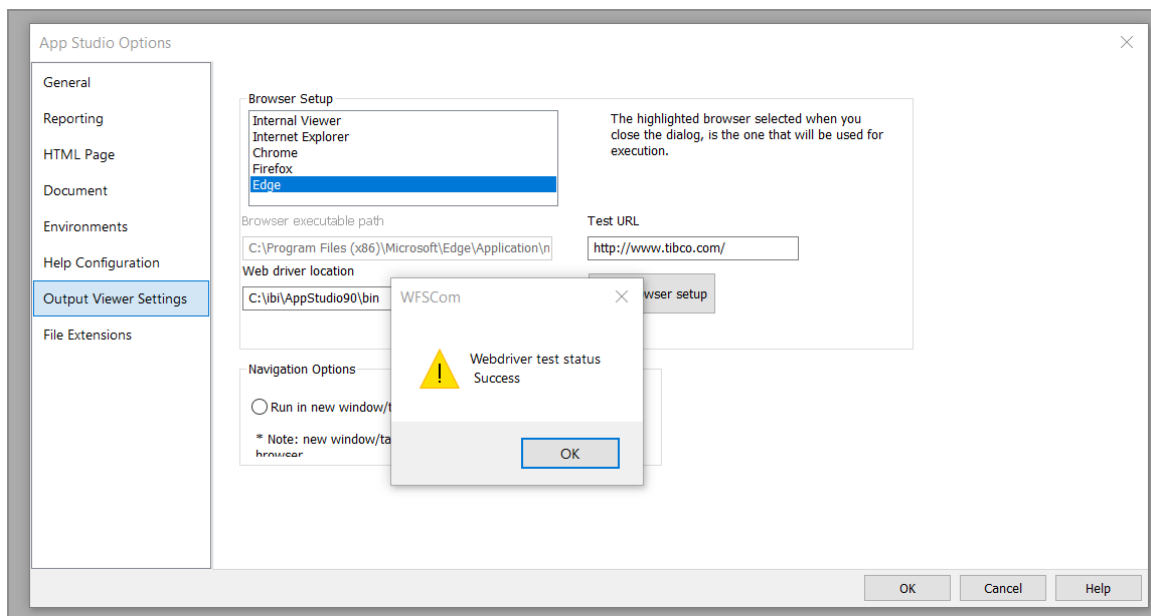 App Studio Options
General
Reporting
HTML Page
Document
Environments
Help Configuration
Output Viewer Settings
File Extensions
Browser Setup
Internal Viewer
Internet Explorer
Chrome
Firefox
Edge
The highlighted browser selected when you
close the dialog, is the one that will be used for
execution.
Browser executable path
C:\Program Files (x86)\Microsoft\Edge\Application\
Test URL
http://www.tibco.com/
Web driver location
C:\ibi\AppStudio90\bin
setup
WFSCom
Webdriver test status
Success
OK
Navigation Options
Run in new
* Note: new
browser
OK Cancel Help